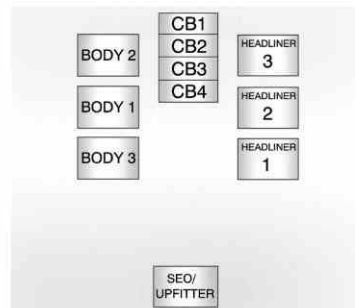 CB1
CB2
CB3
CB4
BODY 2
BODY 1
BODY 3
HEADLINER
3
HEADLINER
2
HEADLINER
1
SEO/
UPFITTER